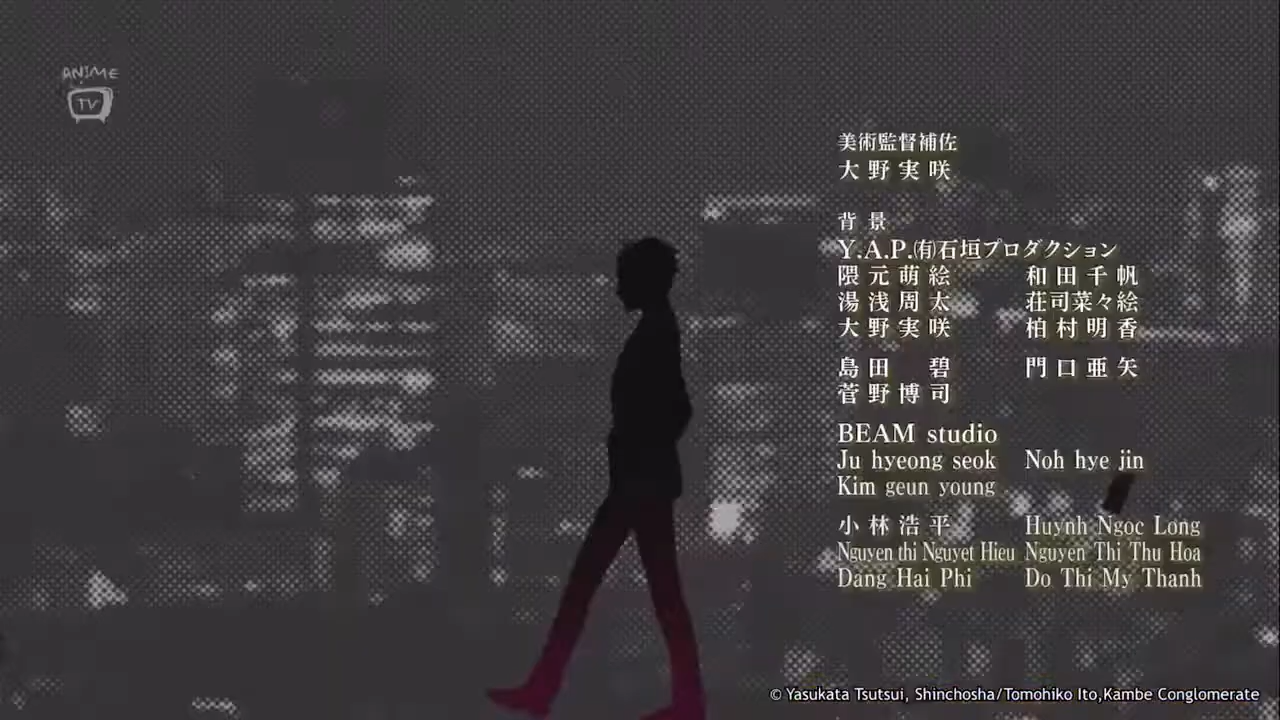 ANIME
TV
美術監督補佐
大野実咲
背景
Y.A.P.㈲石垣プロダクション
隈元萌絵 和田千帆
湯浅周太 荘司菜々絵
大野実咲 柏村明香
島田 碧 門口亜矢
菅野博司
BEAM studio
Ju hyeong seok Noh hye jin
Kim geun young
小林浩平 Huynh Ngoc Long
Nguyen thi Nguyet Hieu Nguyen Thi Thu Hoa
Dang Hai Phi Do Thi My Thanh
© Yasukata Tsutsui, Shinchosha/Tomohiko Ito,Kambe Conglomerate